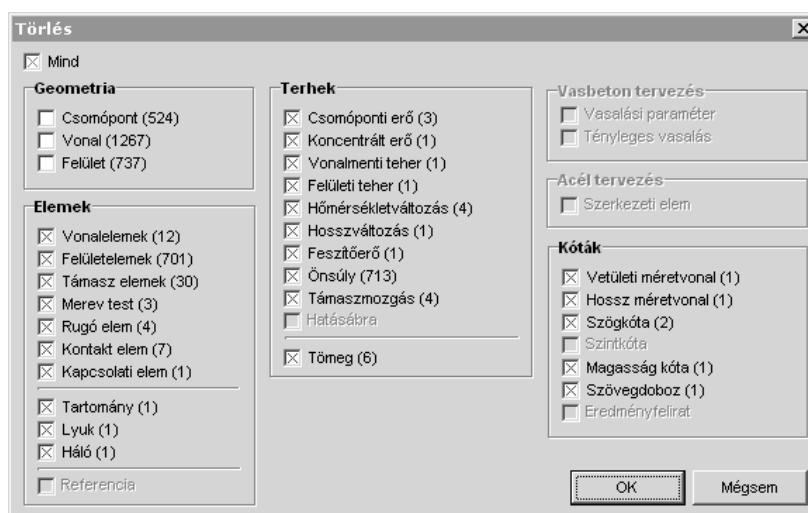 Törlés
Mind
Geometria
Csomópont (524)
Vonal (1267)
Felület (737)
Elemek
Vonalelemek (12)
Felületelemek (701)
Támasz elemek (30)
Merev test (3)
Rugó elem (4)
Kontakt elem (7)
Kapcsolati elem (1)
Tartomány (1)
Lyuk (1)
Háló (1)
Referencia
Terhek
Csomóponti erő (3)
Koncentrált erő (1)
Vonalmenti teher (1)
Felületi teher (1)
Hőmérsékletváltozás (4)
Hosszváltozás (1)
Feszítőerő (1)
Önsúly (713)
Támaszmozgás (4)
Hatásábra
Tömeg (6)
Vasbeton tervezés
Vasalási paraméter
Tényleges vasalás
Acél tervezés
Szerkezeti elem
Kóták
Vetületi méretvonal (1)
Hossz méretvonal (1)
Szögkóta (2)
Szintkóta
Magasság kóta (1)
Szövegdoboz (1)
Eredményfelirat
OK
Mégsem